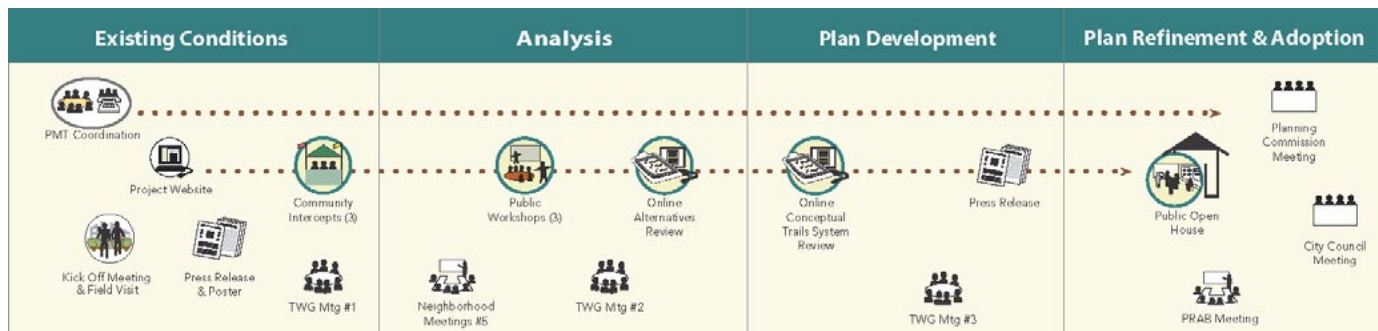 Existing Conditions
Analysis
Plan Development
Plan Refinement & Adoption
PMT Coordination
Planning
Commission
Meeting
Project Website
Community
Intercepts (3)
Public
Workshops (3)
Online
Alternatives
Review
Online
Conceptual
Trails System
Review
Press Release
Public Open
House
City Council
Meeting
Kick Off Meeting
& Field Visit
Press Release
& Poster
TWG Mtg #1
Neighborhood
Meetings #5
TWG Mtg #2
TWG Mtg #3
PRAB Meeting